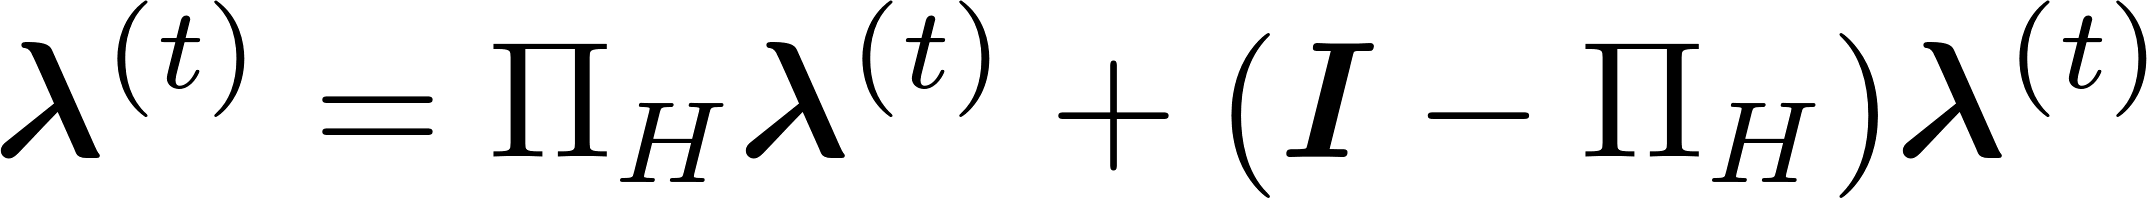 𝝀^{(t)} = Π_H 𝝀^{(t)} + (𝑰 − Π_H) 𝝀^{(t)}